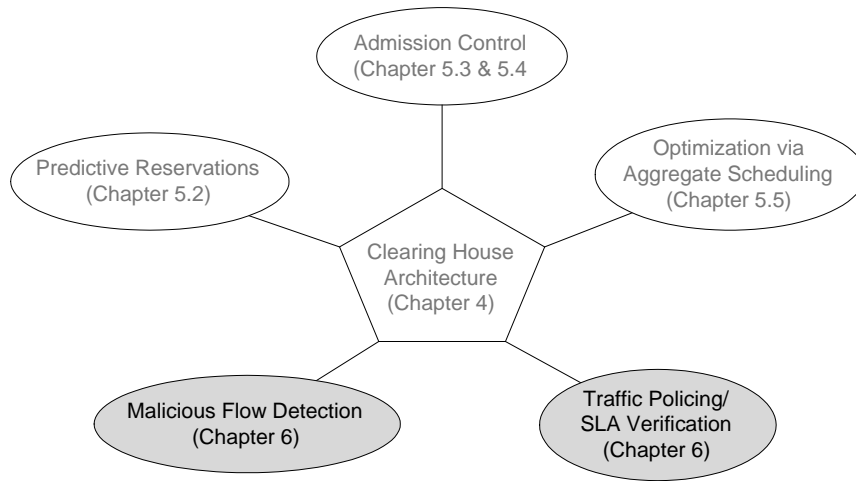 Admission Control
(Chapter 5.3 & 5.4
Predictive Reservations
(Chapter 5.2)
Optimization via
Aggregate Scheduling
(Chapter 5.5)
Clearing House
Architecture
(Chapter 4)
Malicious Flow Detection
(Chapter 6)
Traffic Policing/
SLA Verification
(Chapter 6)